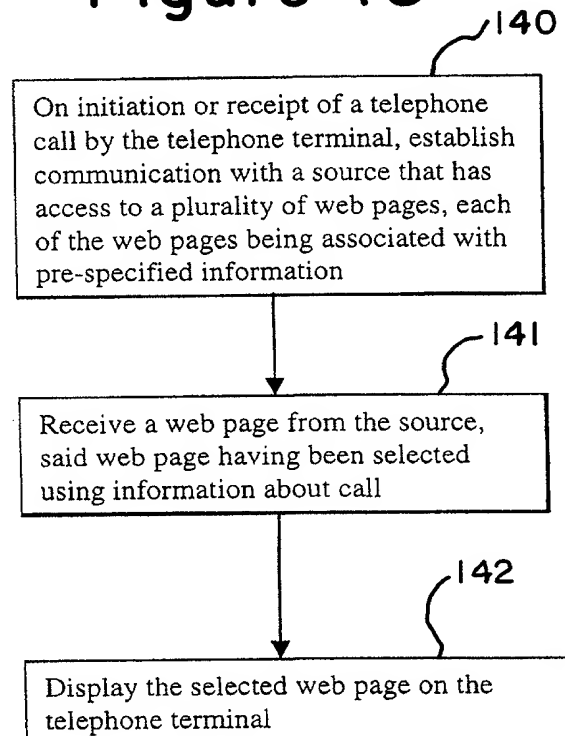 140
On initiation or receipt of a telephone
call by the telephone terminal, establish
communication with a source that has
access to a plurality of web pages, each
of the web pages being associated with
pre-specified information
141
Receive a web page from the source,
said web page having been selected
using information about call
142
Display the selected web page on the
telephone terminal